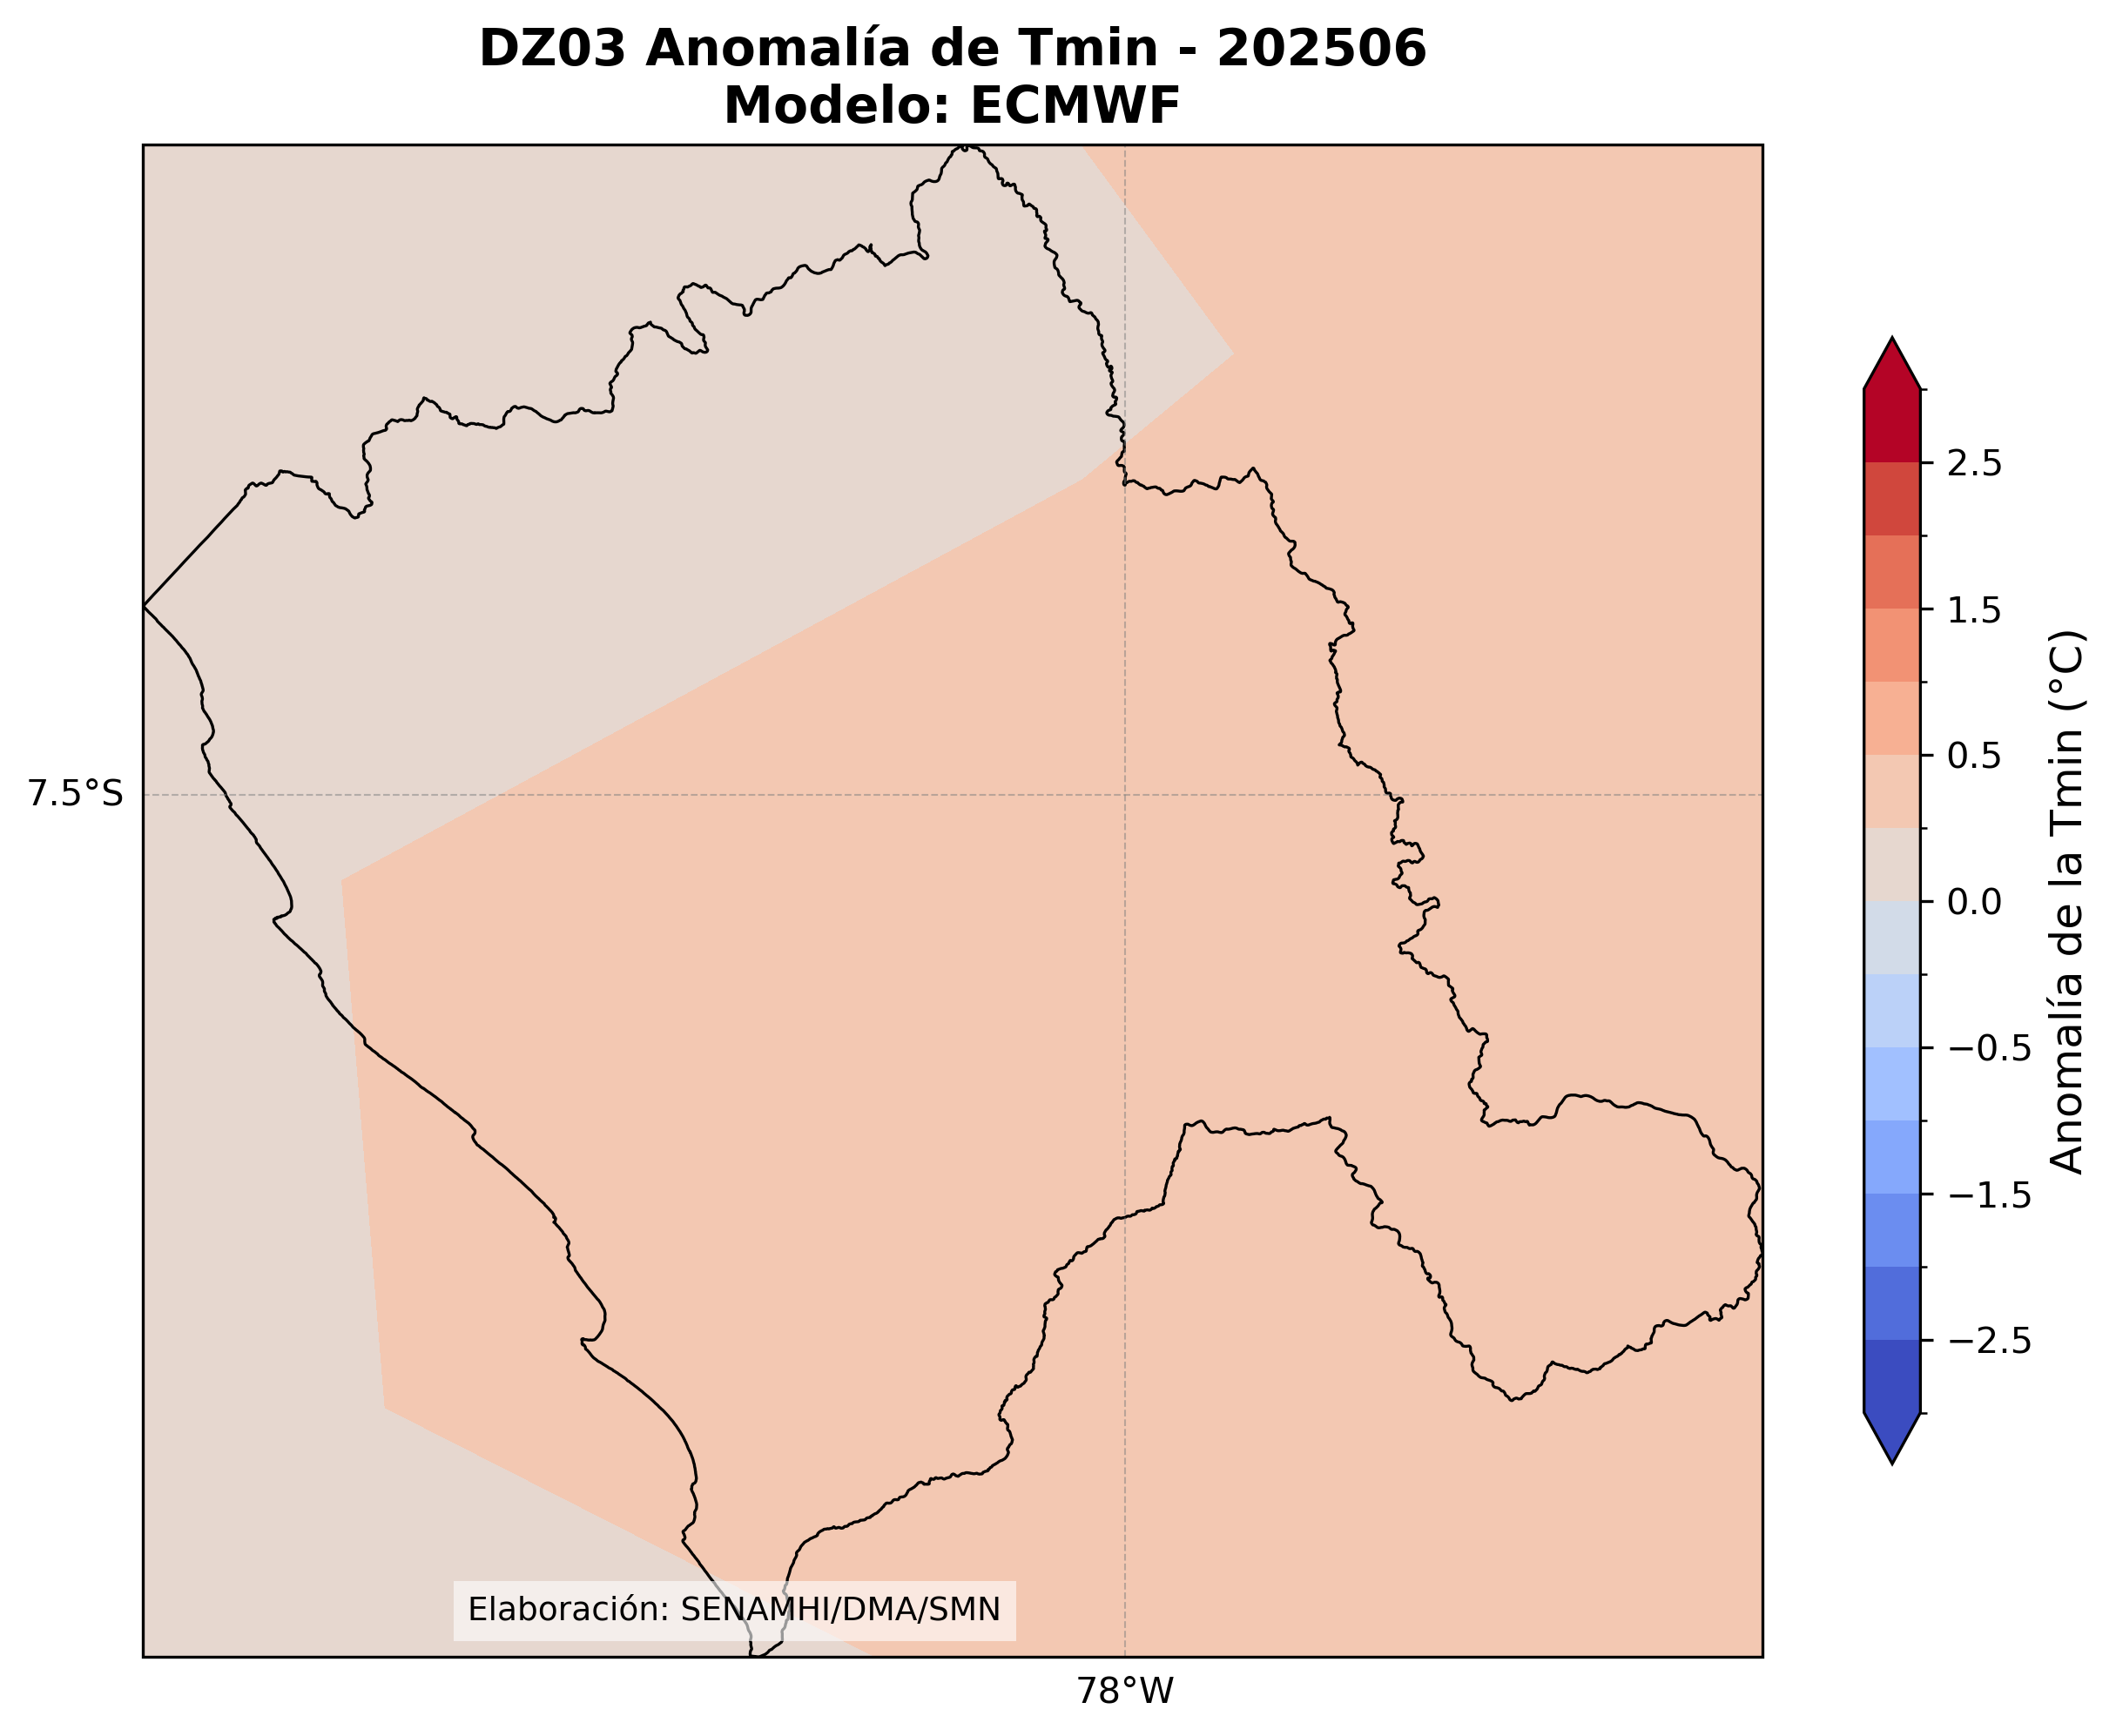 DZ03 Anomalía de Tmin - 202506
Modelo: ECMWF
7.5°S
78°W
Elaboración: SENAMHI/DMA/SMN
2.5
1.5
0.5
0.0
−0.5
−1.5
−2.5
Anomalía de la Tmin (°C)